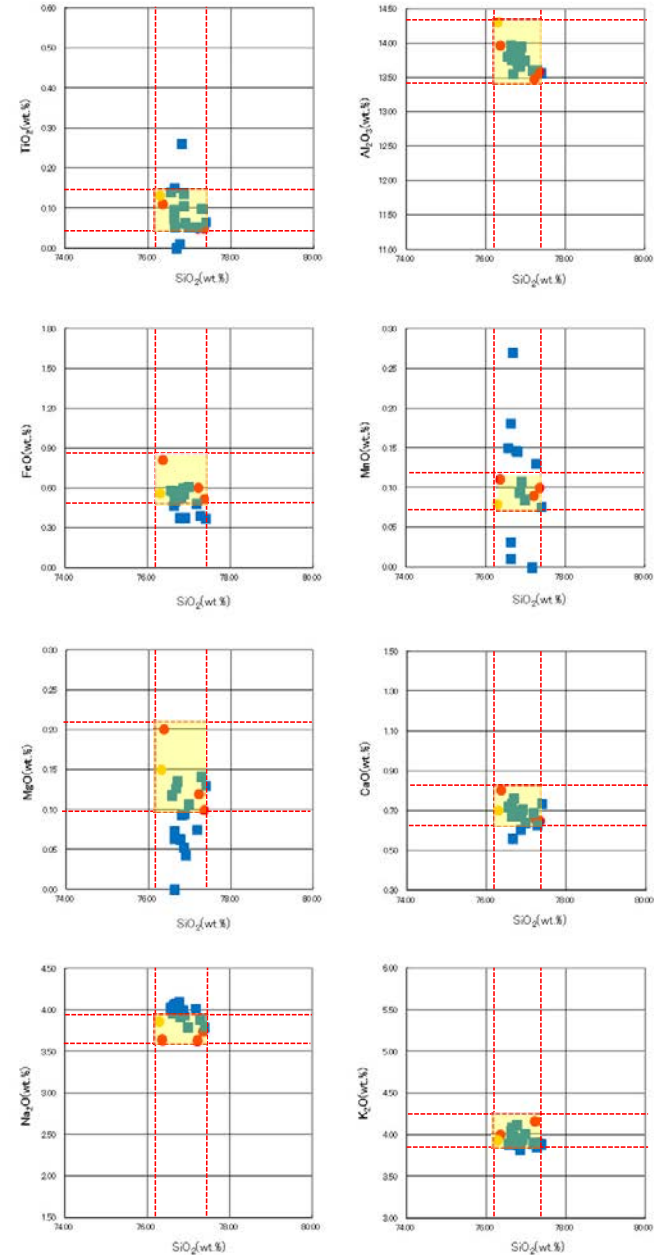 TiO₂(wt.%)
0.60
0.50
0.40
0.30
0.20
0.10
0.00
74.00 76.00 78.00 80.00
SiO₂(wt.%)
Al₂O₃(wt.%)
14.50
14.00
13.50
13.00
12.50
12.00
11.50
11.00
74.00 76.00 78.00 80.00
SiO₂(wt.%)
FeO(wt.%)
1.80
1.50
1.20
0.90
0.60
0.30
0.00
74.00 76.00 78.00 80.00
SiO₂(wt.%)
MnO(wt.%)
0.30
0.25
0.20
0.15
0.10
0.05
0.00
74.00 76.00 78.00 80.00
SiO₂(wt.%)
MgO(wt.%)
0.30
0.25
0.20
0.15
0.10
0.05
0.00
74.00 76.00 78.00 80.00
SiO₂(wt.%)
CaO(wt.%)
1.50
1.30
1.10
0.90
0.70
0.50
0.30
74.00 76.00 78.00 80.00
SiO₂(wt.%)
Na₂O(wt.%)
4.50
4.00
3.50
3.00
2.50
2.00
1.50
74.00 76.00 78.00 80.00
SiO₂(wt.%)
K₂O(wt.%)
6.00
5.50
5.00
4.50
4.00
3.50
3.00
74.00 76.00 78.00 80.00
SiO₂(wt.%)